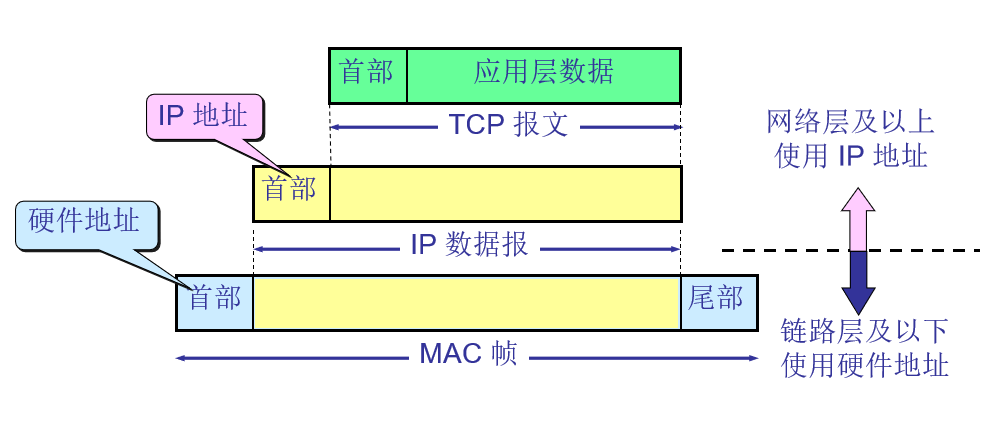 首部
应用层数据
IP 地址
TCP 报文
网络层及以上
使用 IP 地址
首部
硬件地址
IP 数据报
首部
尾部
链路层及以下
使用硬件地址
MAC 帧